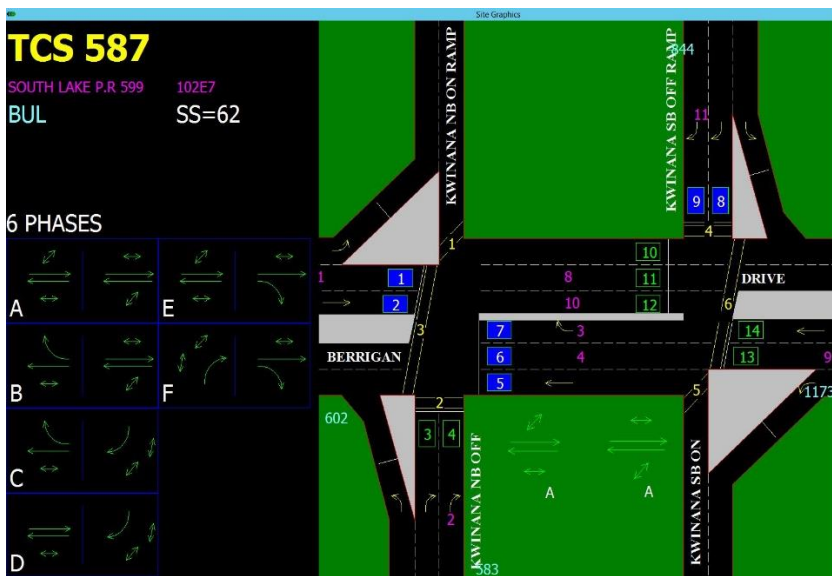 Site Graphics
TCS 587
SOUTH LAKE P.R 599 102E7
BUL SS=62
6 PHASES
A E
B F
C
D
KWINANA NB ON RAMP
KWINANA SB OFF RAMP
844
11
9 8
1 4
10
1 1 8 11 DRIVE
2 10 12 6
3 7 3 14
BERRIGAN 6 4 13 9
5 5 1173
602 2
3 4
A A
2
KWINANA NB OFF
KWINANA SB ON
583